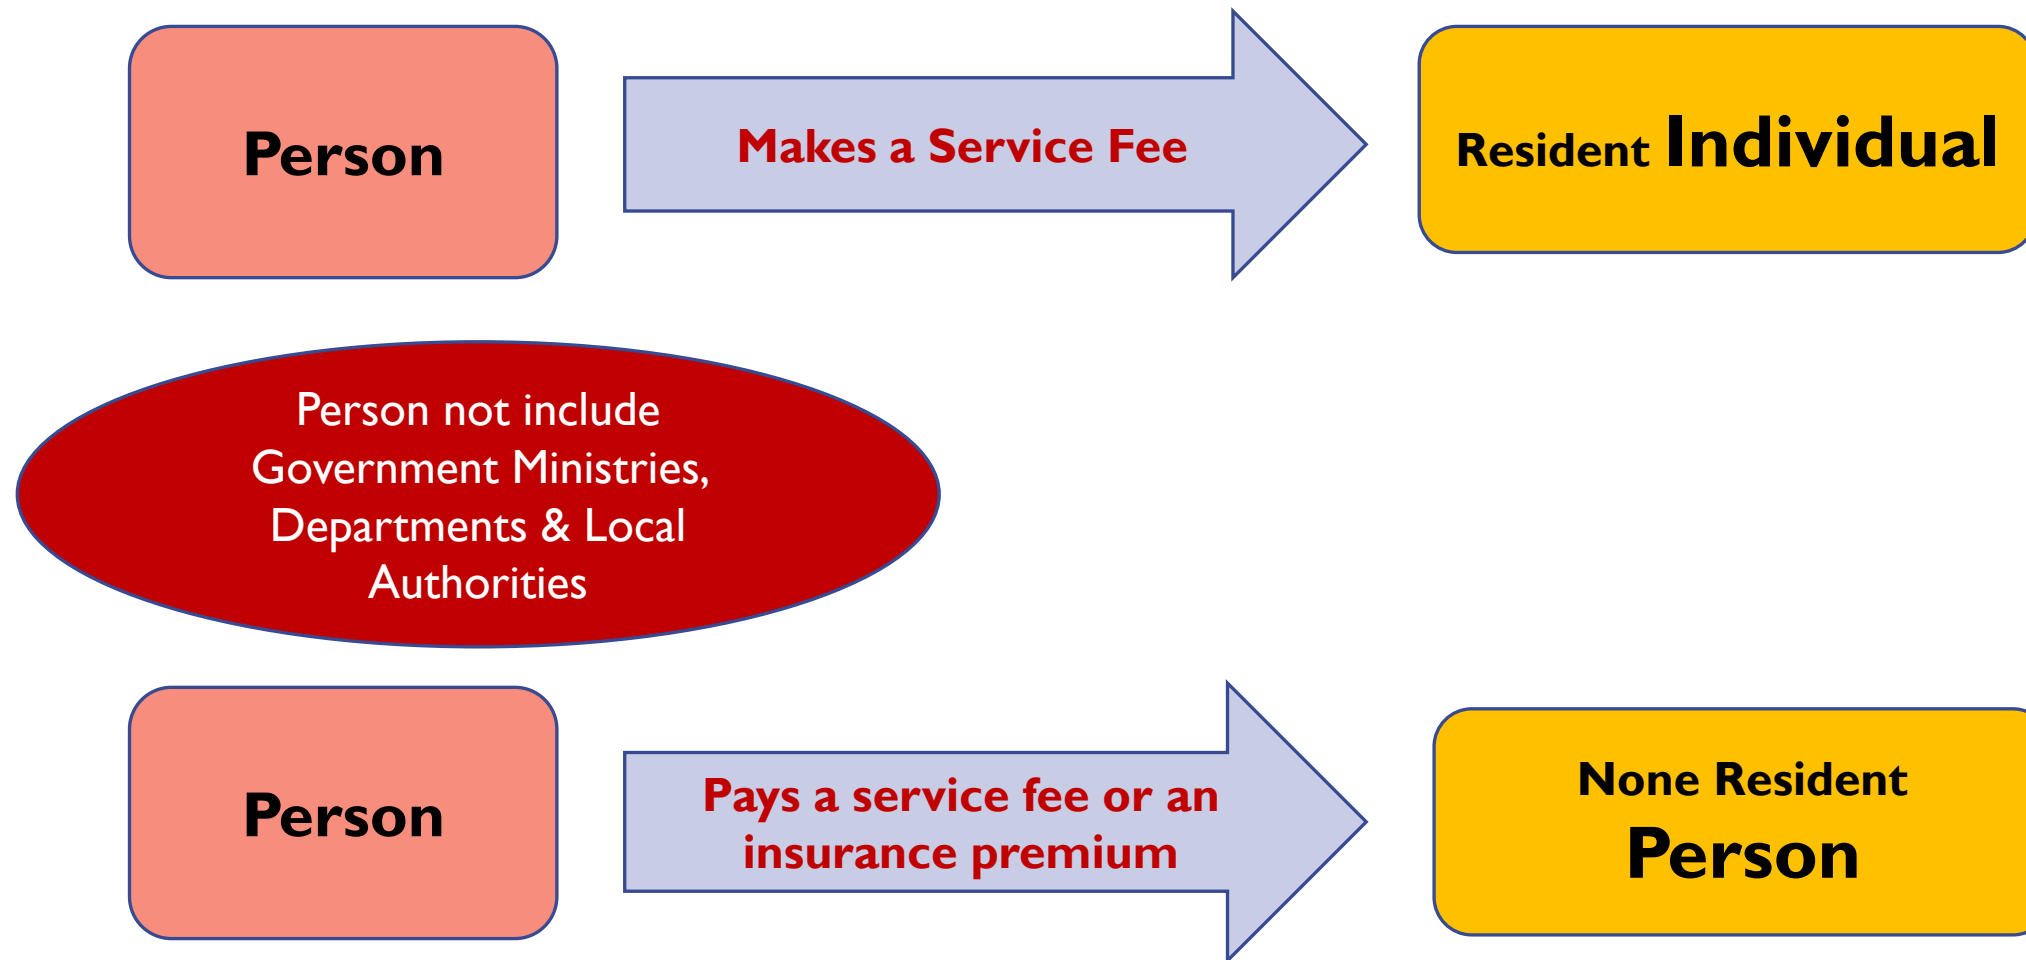 Person
Makes a Service Fee
Resident Individual
Person not include
Government Ministries,
Departments & Local
Authorities
Person
Pays a service fee or an
insurance premium
None Resident
Person